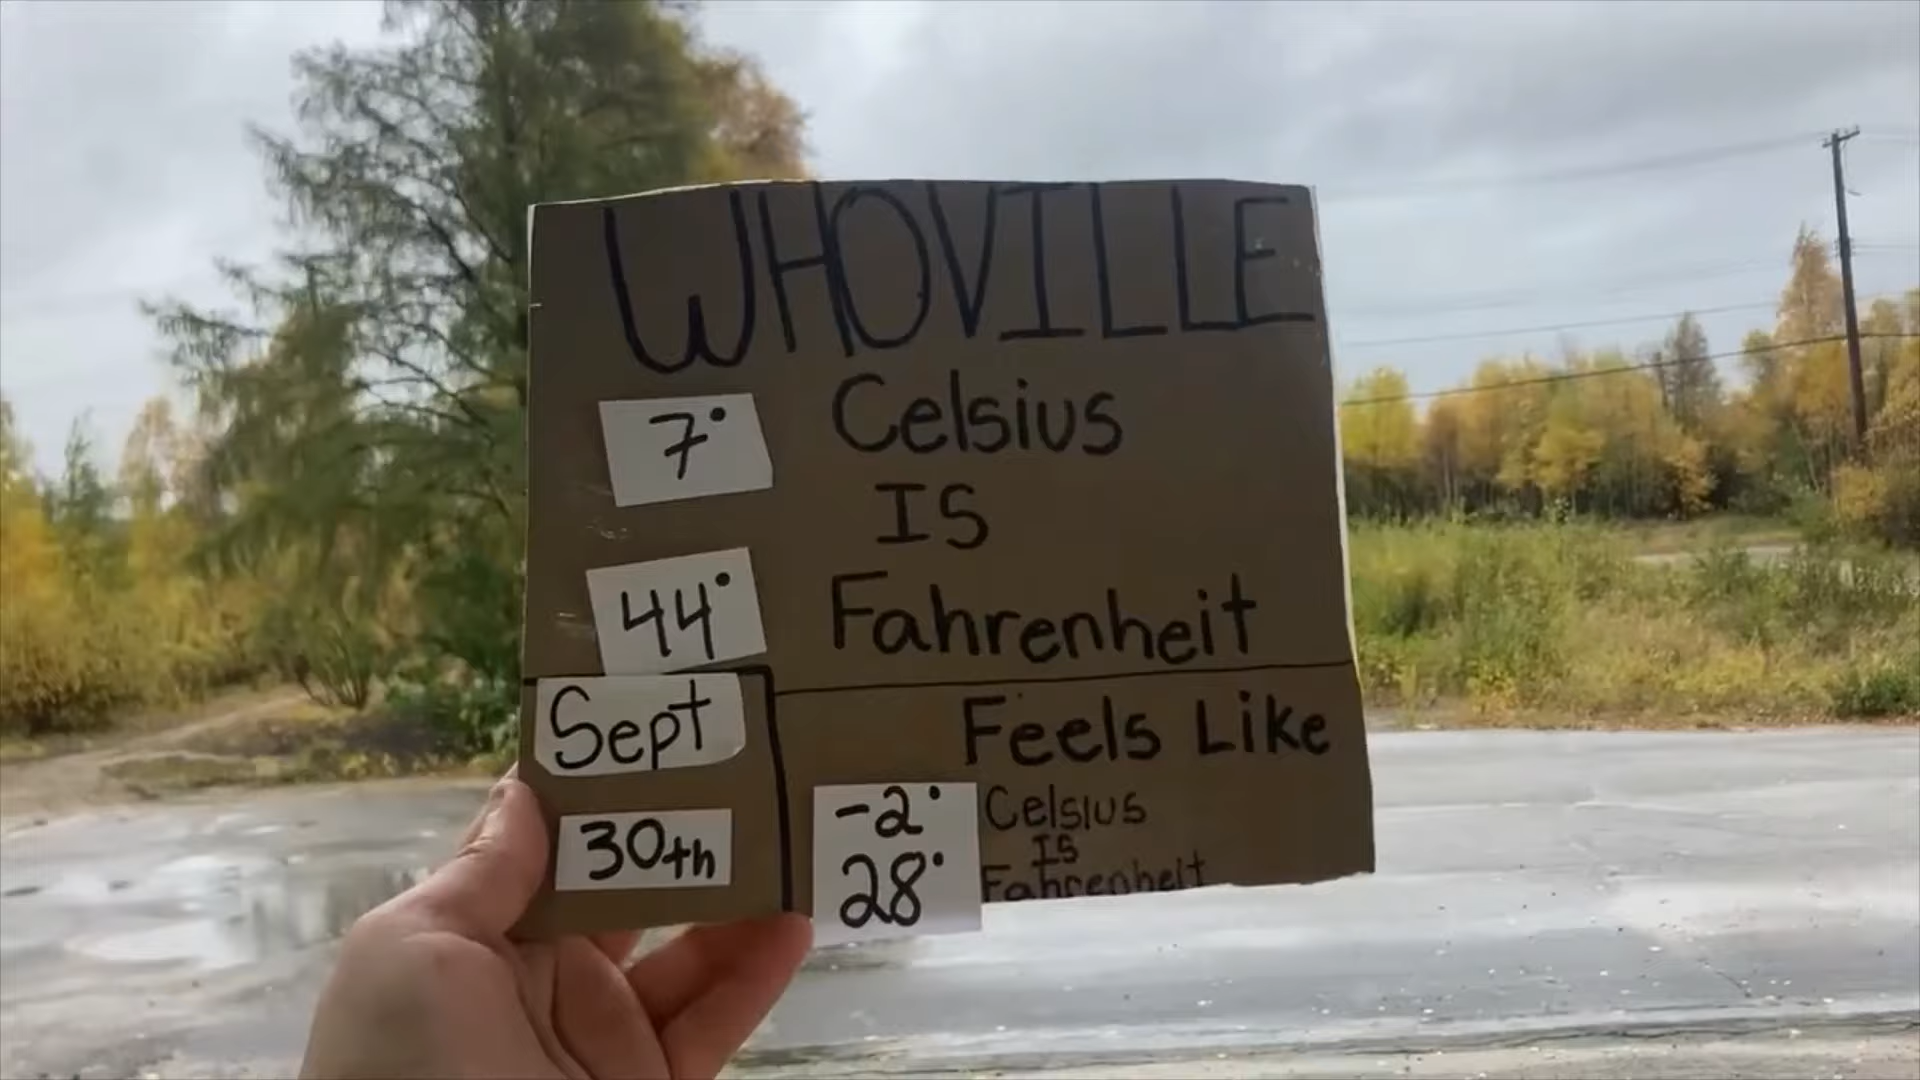 WHOVILLE
7° Celsius
IS
44° Fahrenheit
Sept
30th
Feels Like
-2° Celsius
IS
28° Fahrenheit